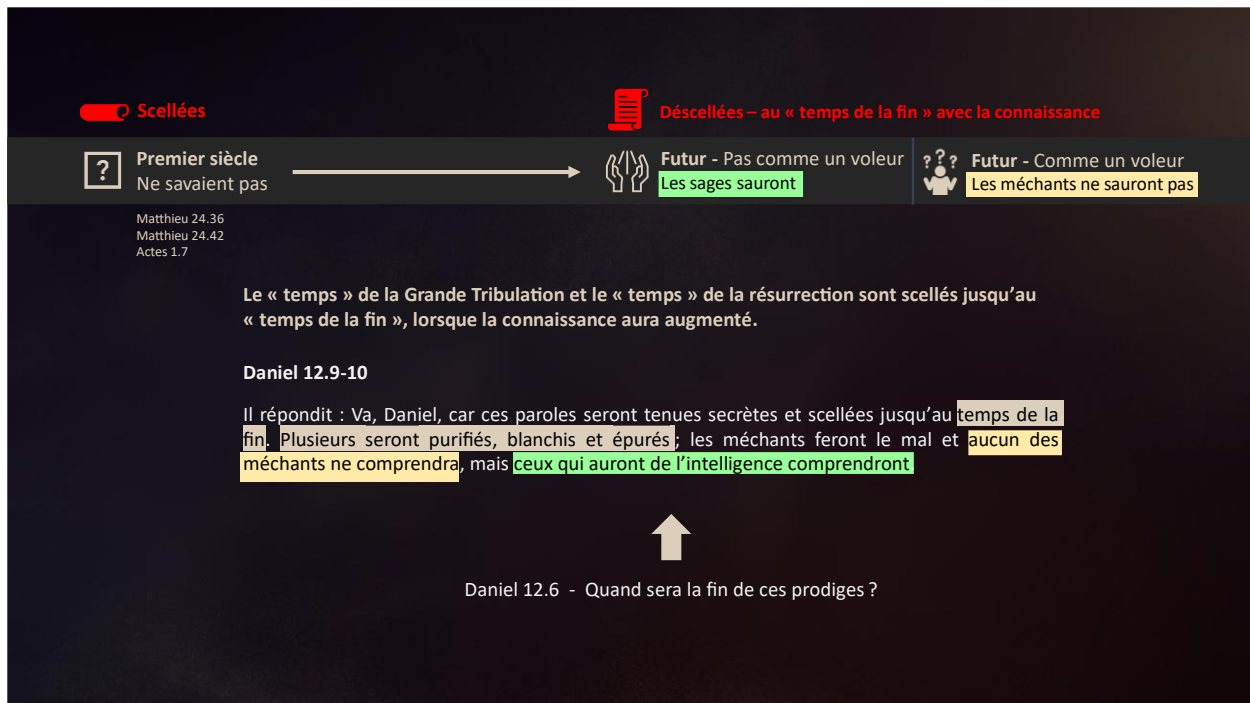 Scellées
Déscellées – au « temps de la fin » avec la connaissance
?
Premier siècle
Ne savaient pas
Futur - Pas comme un voleur
Les sages sauront
???
Futur - Comme un voleur
Les méchants ne sauront pas
Matthieu 24.36
Matthieu 24.42
Actes 1.7
Le « temps » de la Grande Tribulation et le « temps » de la résurrection sont scellés jusqu’au
« temps de la fin », lorsque la connaissance aura augmenté.
Daniel 12.9-10
Il répondit : Va, Daniel, car ces paroles seront tenues secrètes et scellées jusqu’au temps de la
fin. Plusieurs seront purifiés, blanchis et épurés ; les méchants feront le mal et aucun des
méchants ne comprendra, mais ceux qui auront de l’intelligence comprendront.
Daniel 12.6 - Quand sera la fin de ces prodiges ?